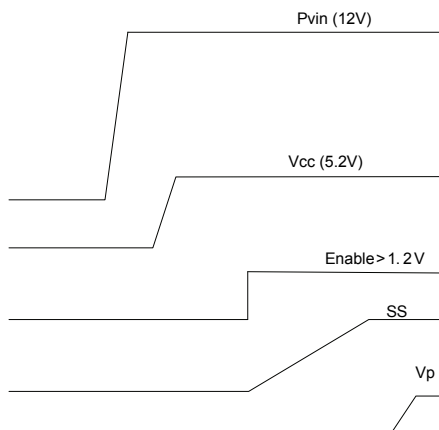 Pvin (12V)
Vcc (5.2V)
Enable>1.2V
SS
Vp